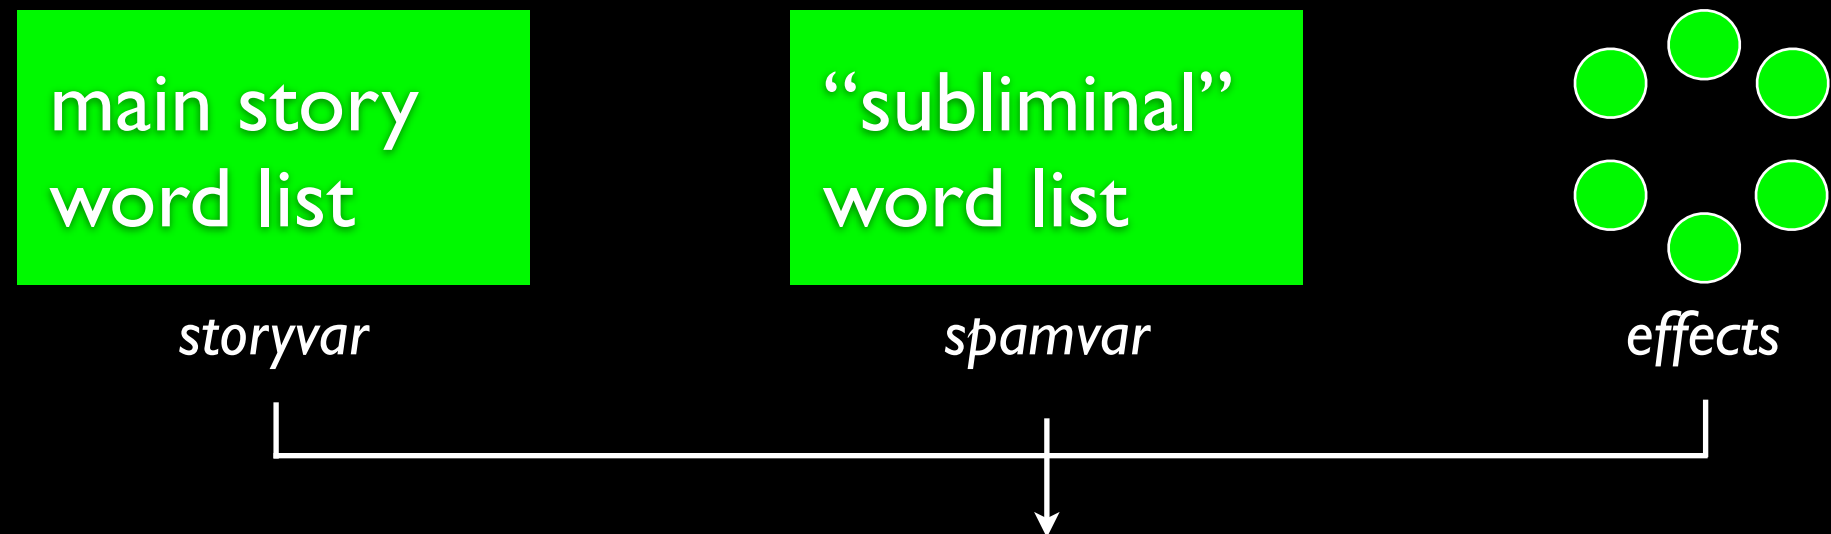 main story
word list
“subliminal”
word list
storyvar
spamvar
effects